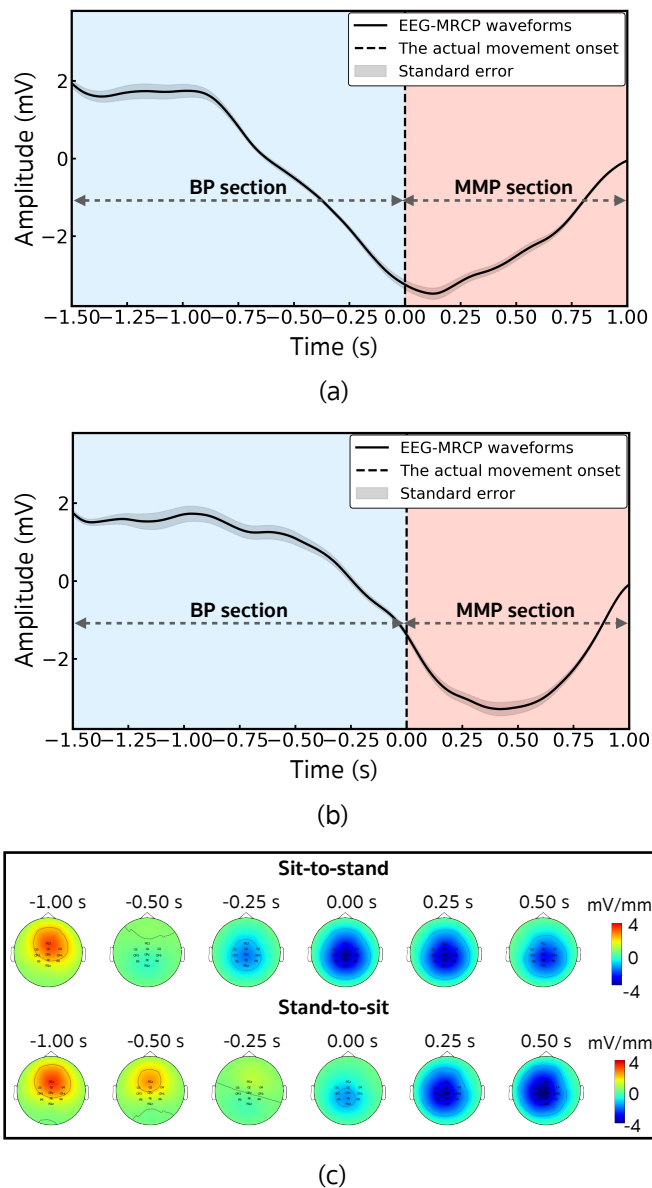 EEG-MRCP waveforms
The actual movement onset
Standard error
2
0
−2
Amplitude (mV)
BP section
MMP section
−1.50 −1.25 −1.00 −0.75 −0.50 −0.25 0.00 0.25 0.50 0.75 1.00
Time (s)
(a)
EEG-MRCP waveforms
The actual movement onset
Standard error
2
0
−2
Amplitude (mV)
BP section
MMP section
−1.50 −1.25 −1.00 −0.75 −0.50 −0.25 0.00 0.25 0.50 0.75 1.00
Time (s)
(b)
Sit-to-stand
-1.00 s -0.50 s -0.25 s 0.00 s 0.25 s 0.50 s mV/mm
4
0
-4
Stand-to-sit
-1.00 s -0.50 s -0.25 s 0.00 s 0.25 s 0.50 s mV/mm
4
0
-4
(c)